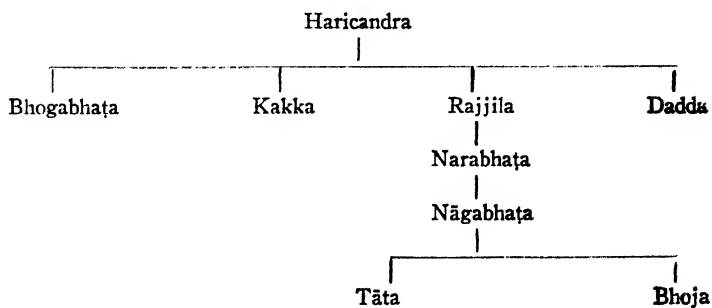 Haricandra
Bhogabhaṭa Kakka Rajjila Dadda
Narabhaṭa
Nāgabhaṭa
Tāta Bhoja